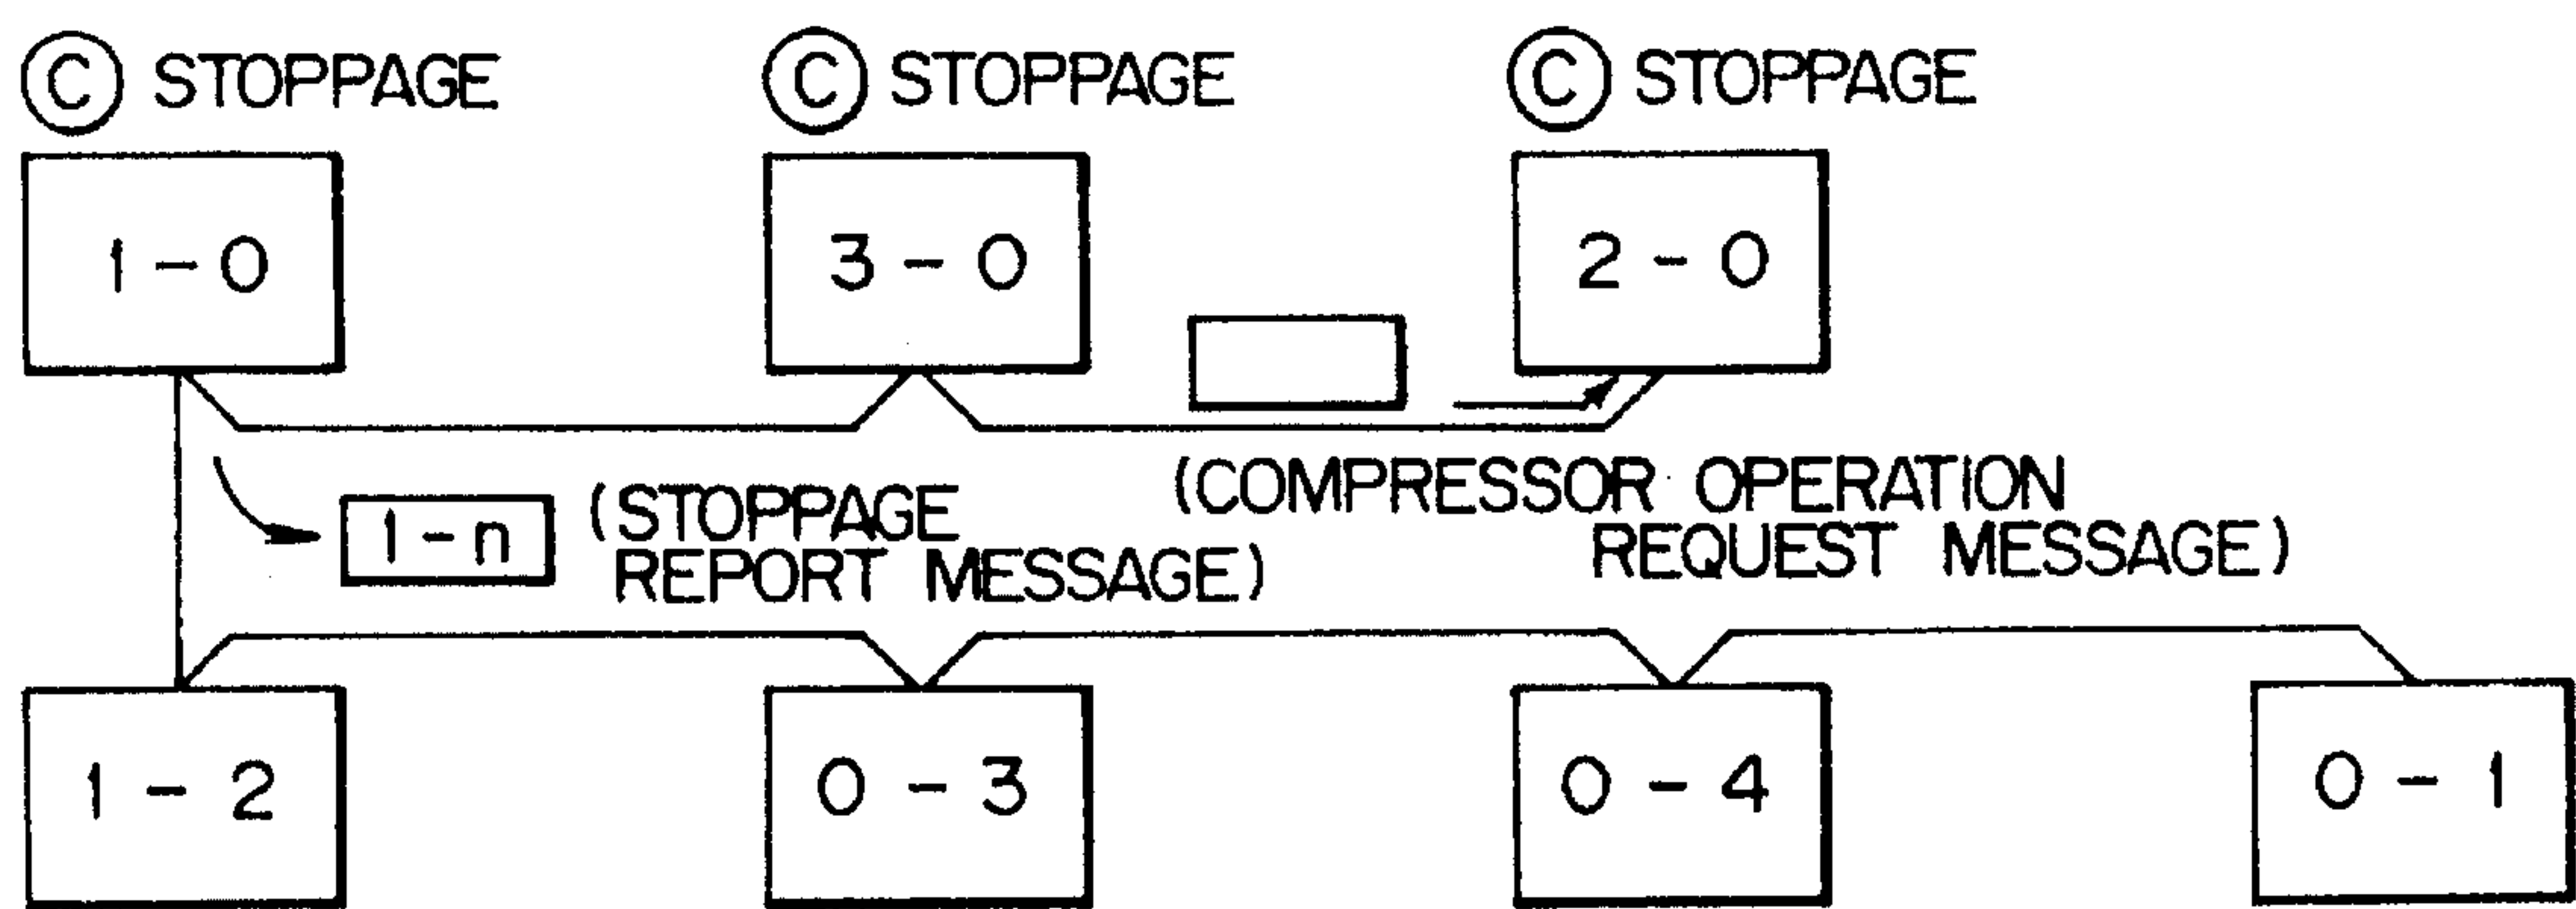 Ⓒ STOPPAGE
Ⓒ STOPPAGE
Ⓒ STOPPAGE
1-0
3-0
2-0
1-n
(STOPPAGE
REPORT MESSAGE)
(COMPRESSOR OPERATION
REQUEST MESSAGE)
1-2
0-3
0-4
0-1